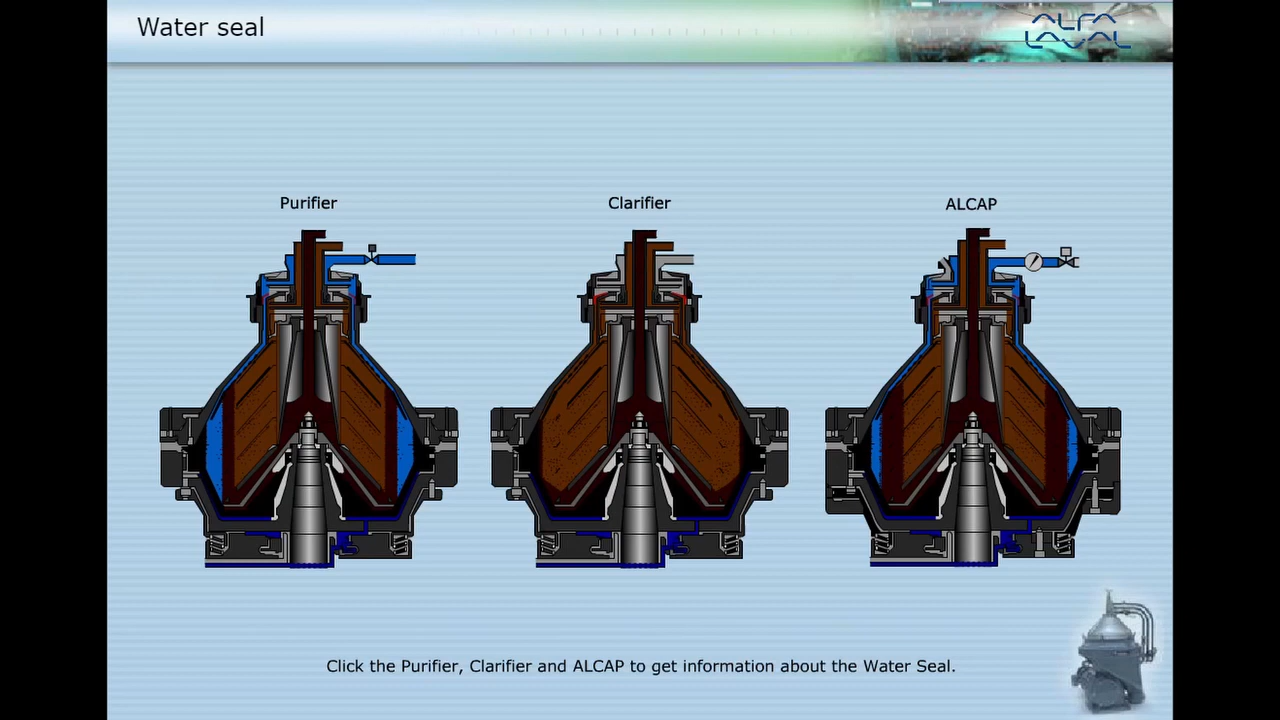 Water seal
ALFA
LAVAL
Purifier
Clarifier
ALCAP
Click the Purifier, Clarifier and ALCAP to get information about the Water Seal.